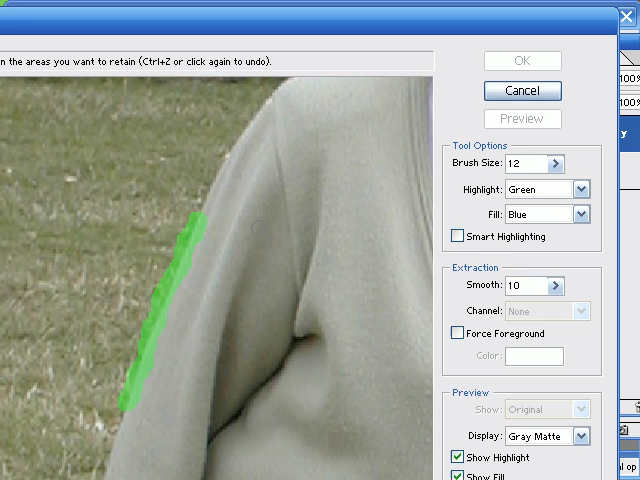 n the areas you want to retain (Ctrl+Z or click again to undo).
OK
Cancel
Preview
Tool Options
Brush Size: 12
Highlight: Green
Fill: Blue
Smart Highlighting
Extraction
Smooth: 10
Channel: None
Force Foreground
Color:
Preview
Show: Original
Display: Gray Matte
Show Highlight
Show Fill
100%
100%
y
al op